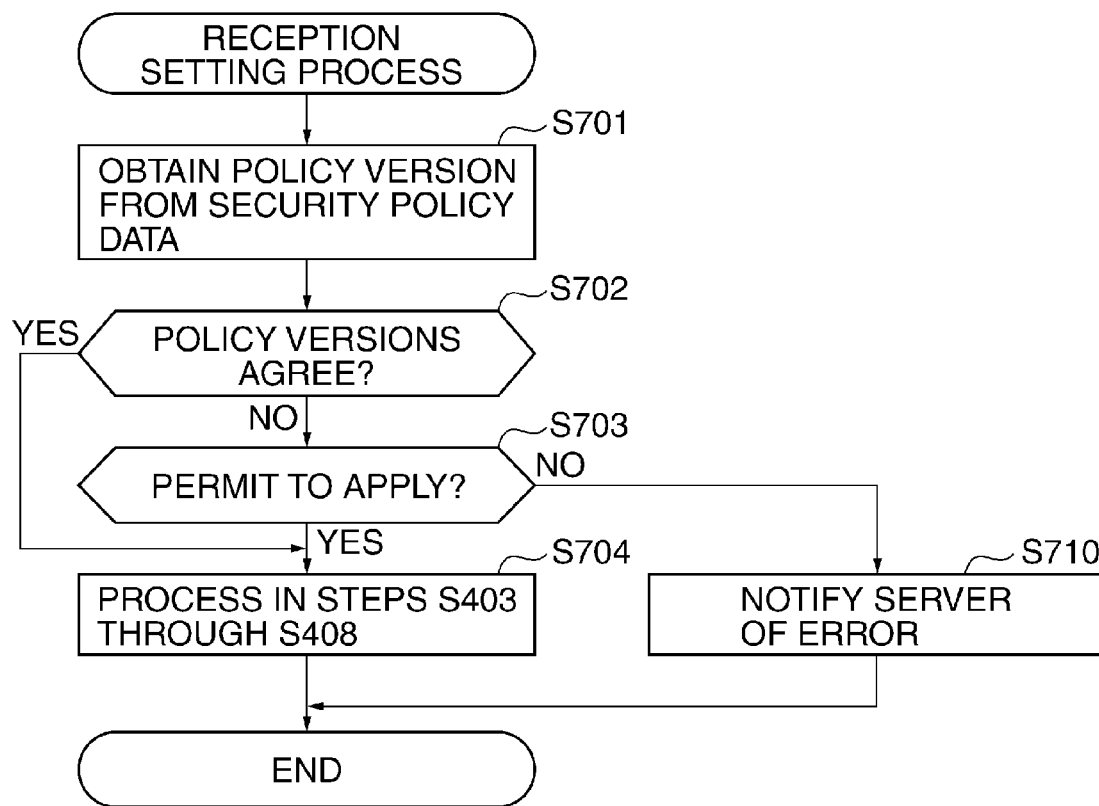 RECEPTION
SETTING PROCESS
S701
OBTAIN POLICY VERSION
FROM SECURITY POLICY
DATA
S702
YES
POLICY VERSIONS
AGREE?
NO
S703
PERMIT TO APPLY?
NO
YES
S704
PROCESS IN STEPS S403
THROUGH S408
S710
NOTIFY SERVER
OF ERROR
END